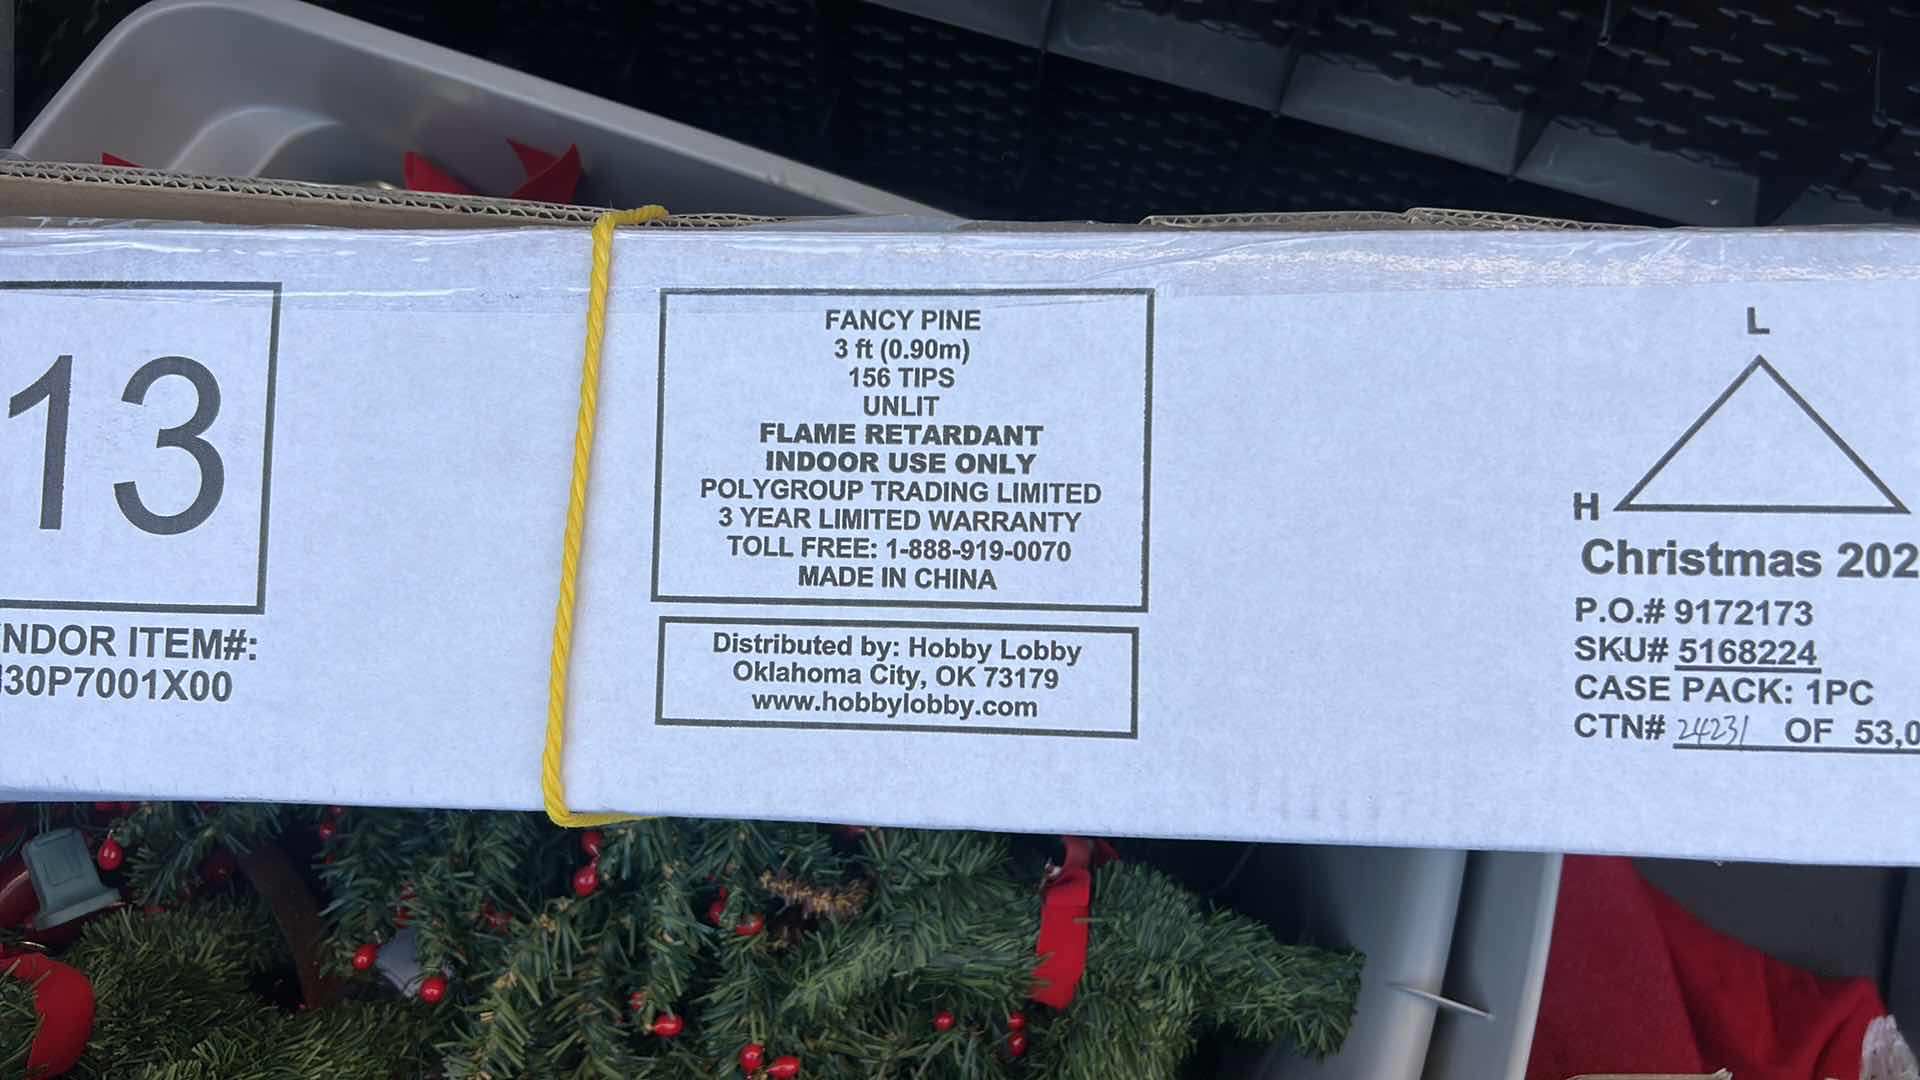 13
NDOR ITEM#:
30P7001X00
FANCY PINE
3 ft (0.90m)
156 TIPS
UNLIT
FLAME RETARDANT
INDOOR USE ONLY
POLYGROUP TRADING LIMITED
3 YEAR LIMITED WARRANTY
TOLL FREE: 1-888-919-0070
MADE IN CHINA
Distributed by: Hobby Lobby
Oklahoma City, OK 73179
www.hobbylobby.com
L
H
Christmas 202
P.O.# 9172173
SKU# 5168224
CASE PACK: 1PC
CTN# 24231 OF 53,0